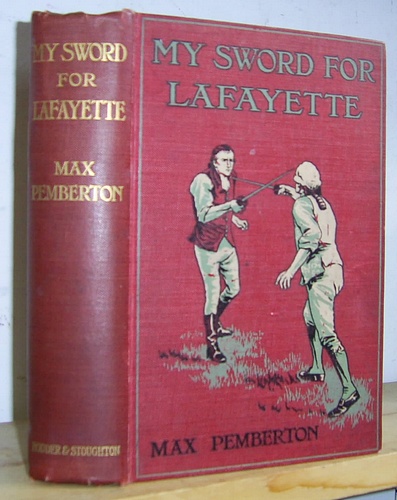 MY SWORD
FOR
LAFAYETTE
MAX
PEMBERTON
HODDER & STOUGHTON
MY SWORD FOR
LAFAYETTE
MAX PEMBERTON